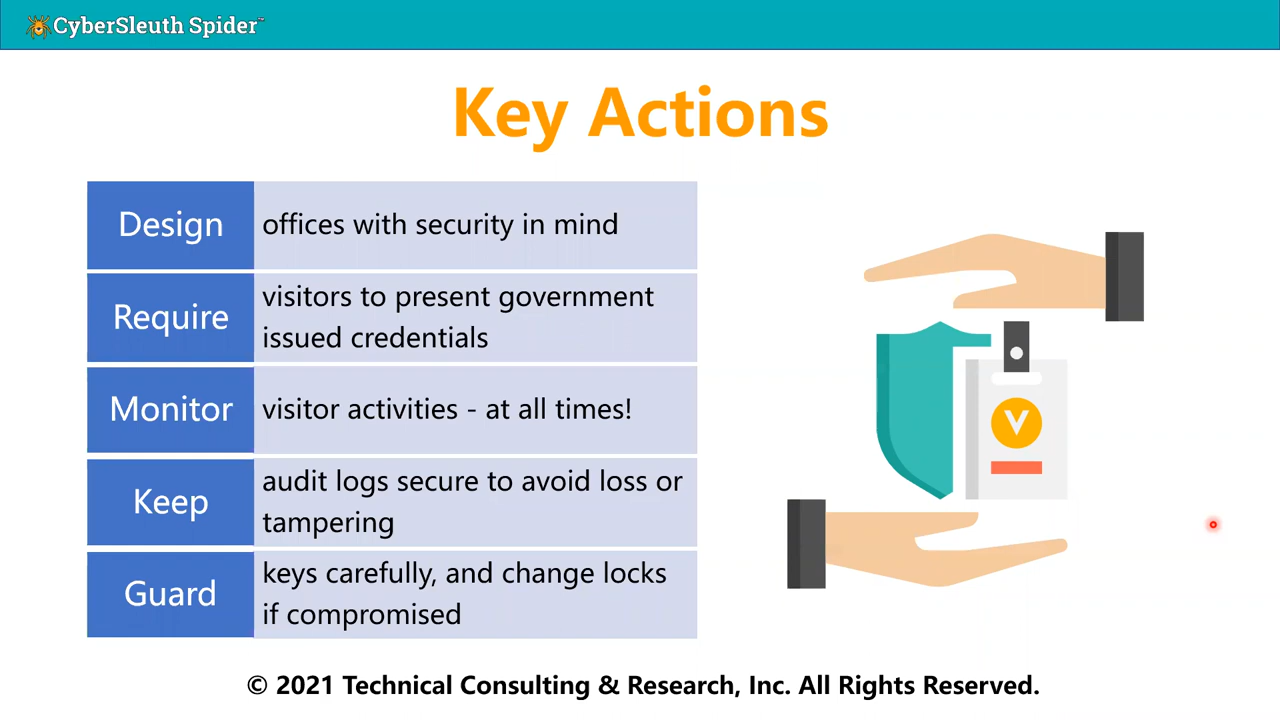 CyberSleuth Spider™
Key Actions
Design
offices with security in mind
Require
visitors to present government
issued credentials
Monitor
visitor activities - at all times!
Keep
audit logs secure to avoid loss or
tampering
Guard
keys carefully, and change locks
if compromised
V
© 2021 Technical Consulting & Research, Inc. All Rights Reserved.